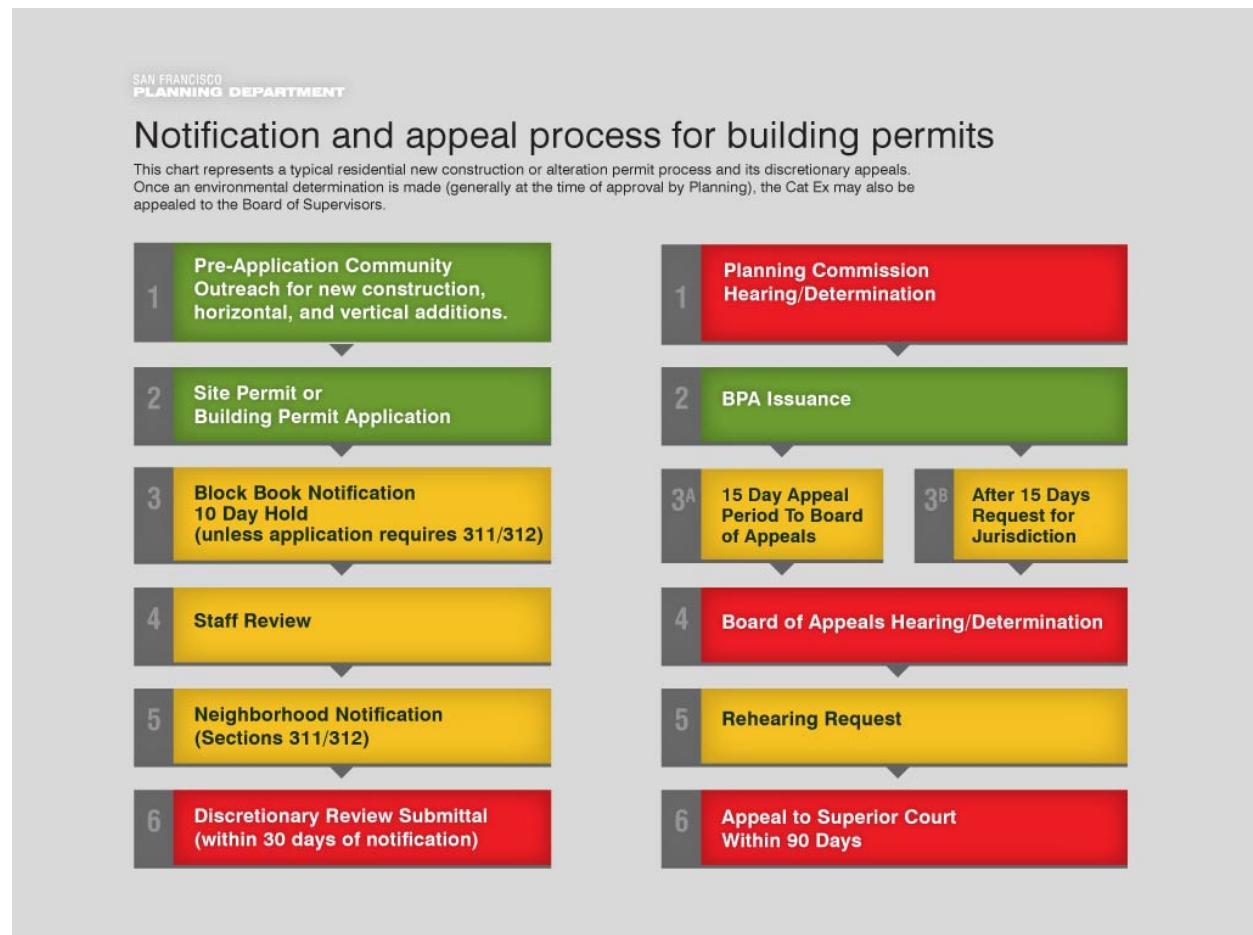 SAN FRANCISCO
PLANNING DEPARTMENT
Notification and appeal process for building permits
This chart represents a typical residential new construction or alteration permit process and its discretionary appeals.
Once an environmental determination is made (generally at the time of approval by Planning), the Cat Ex may also be
appealed to the Board of Supervisors.
1
Pre-Application Community
Outreach for new construction,
horizontal, and vertical additions.
2
Site Permit or
Building Permit Application
3
Block Book Notification
10 Day Hold
(unless application requires 311/312)
4
Staff Review
5
Neighborhood Notification
(Sections 311/312)
6
Discretionary Review Submittal
(within 30 days of notification)
1
Planning Commission
Hearing/Determination
2
BPA Issuance
3A
15 Day Appeal
Period To Board
of Appeals
3B
After 15 Days
Request for
Jurisdiction
4
Board of Appeals Hearing/Determination
5
Rehearing Request
6
Appeal to Superior Court
Within 90 Days